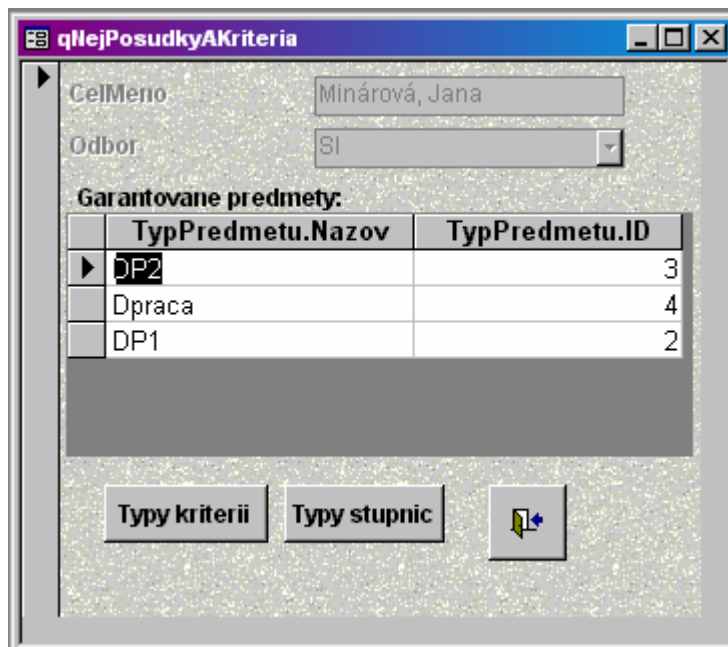 qNejPosudkyAKriteria
CelMeno Minárová, Jana
Odbor SI
Garantovane predmety:
TypPredmetu.Nazov TypPredmetu.ID
DP2 3
Dpraca 4
DP1 2
Typy kriterii Typy stupnic